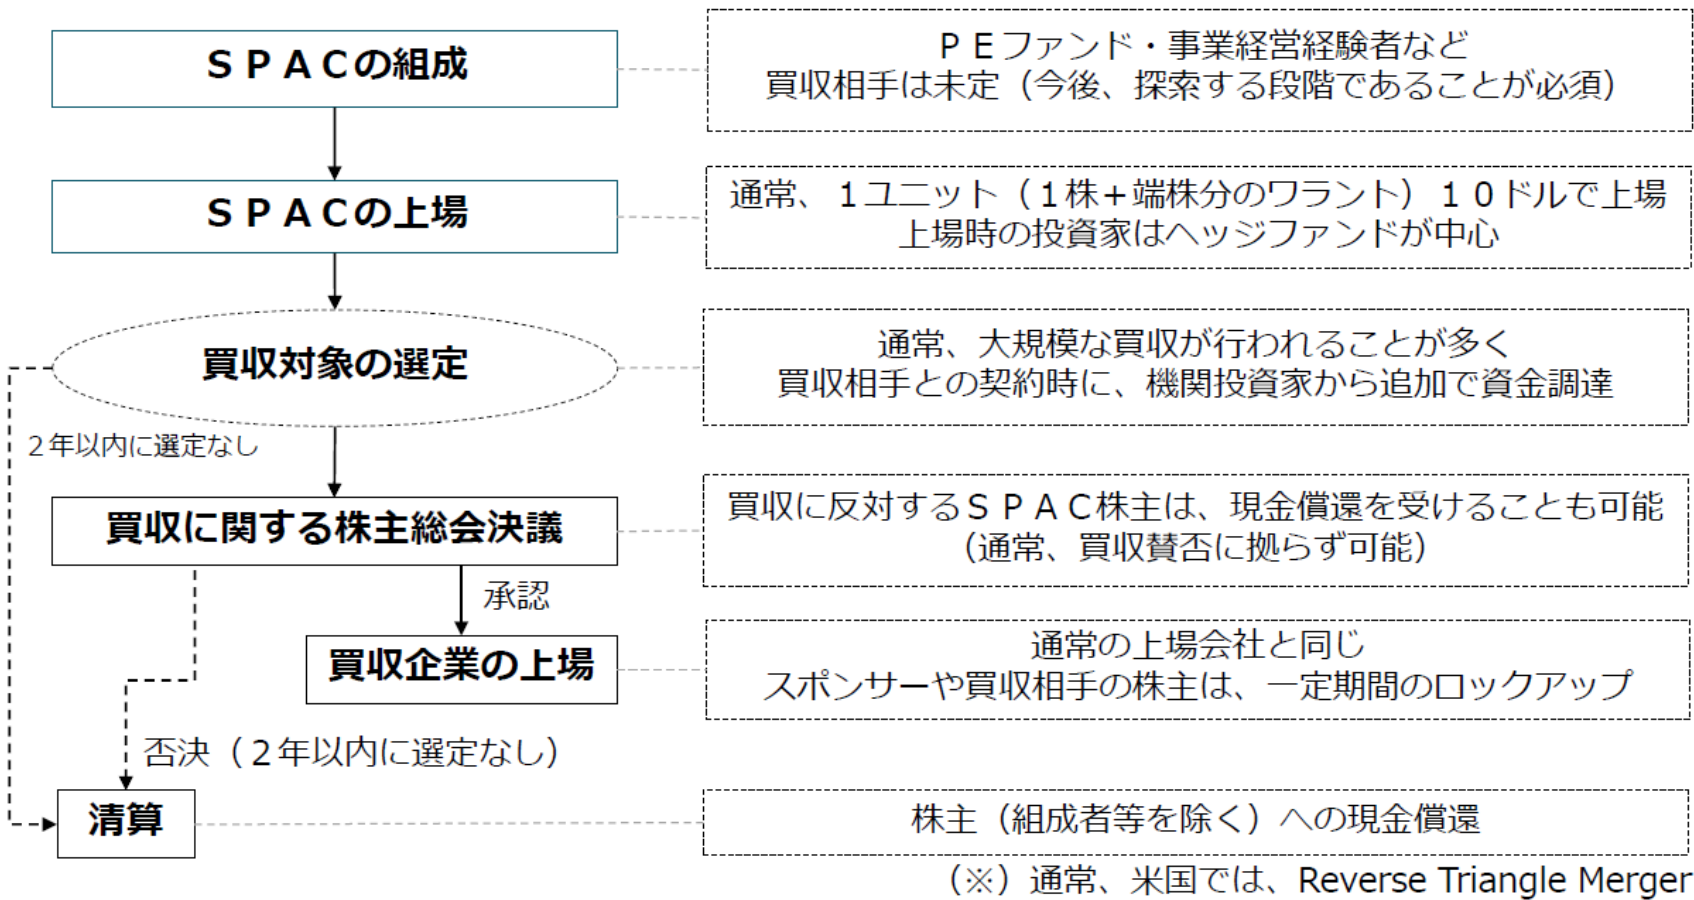 ＳＰＡＣの組成
ＰＥファンド・事業経営経験者など
買収相手は未定（今後、探索する段階であることが必須）
ＳＰＡＣの上場
通常、１ユニット（１株＋端株分のワラント）１０ドルで上場
上場時の投資家はヘッジファンドが中心
買収対象の選定
通常、大規模な買収が行われることが多く
買収相手との契約時に、機関投資家から追加で資金調達
２年以内に選定なし
買収に関する株主総会決議
買収に反対するＳＰＡＣ株主は、現金償還を受けることも可能
（通常、買収賛否に拠らず可能）
承認
買収企業の上場
通常の上場会社と同じ
スポンサーや買収相手の株主は、一定期間のロックアップ
否決（２年以内に選定なし）
清算
株主（組成者等を除く）への現金償還
（※）通常、米国では、Reverse Triangle Merger